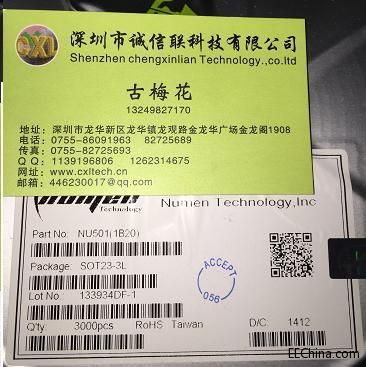 CXL
深圳市诚信联科技有限公司
Shenzhen chengxinlian Technology.,co.ltd
古梅花
13249827170
地址：深圳市龙华新区龙华镇龙观路金龙华广场金龙阁1908
电话：0755-86091963 82725689
传真：0755-82725693
Q Q：1139196806 1262314675
网址：www.cxltech.cn
邮箱：446230017@qq.com
Numen
Technology
Numen Technology,Inc
Part No: NU501(1B20)
Package: SOT23-3L
Lot No: 133934DF-1
Q'ty: 3000pcs RoHS Taiwan D/C: 1412
ACCEPT
056
EEChina.com